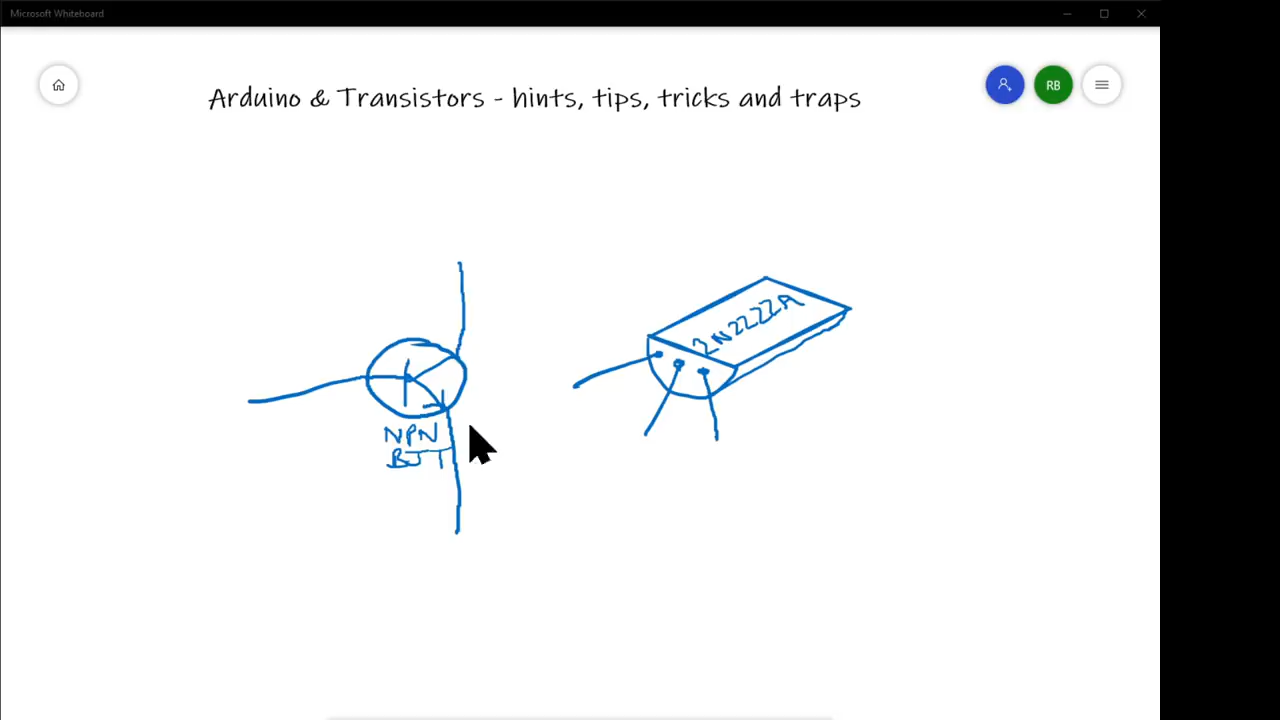 Microsoft Whiteboard
Arduino & Transistors - hints, tips, tricks and traps
RB
2N2222A
NPN
BJT